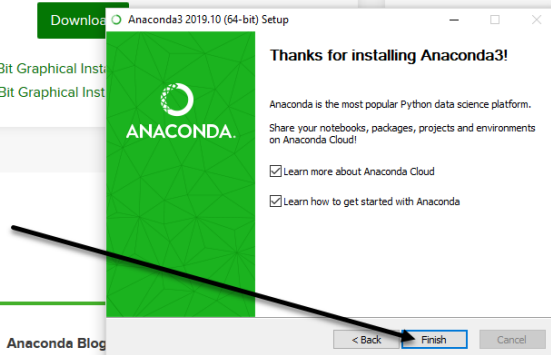 Downloa
Anaconda3 2019.10 (64-bit) Setup
Bit Graphical Insta
Bit Graphical Inst
Thanks for installing Anaconda3!
Anaconda is the most popular Python data science platform.
Share your notebooks, packages, projects and environments
on Anaconda Cloud!
ANACONDA.
Learn more about Anaconda Cloud
Learn how to get started with Anaconda
Anaconda Blog
< Back
Finish
Cancel